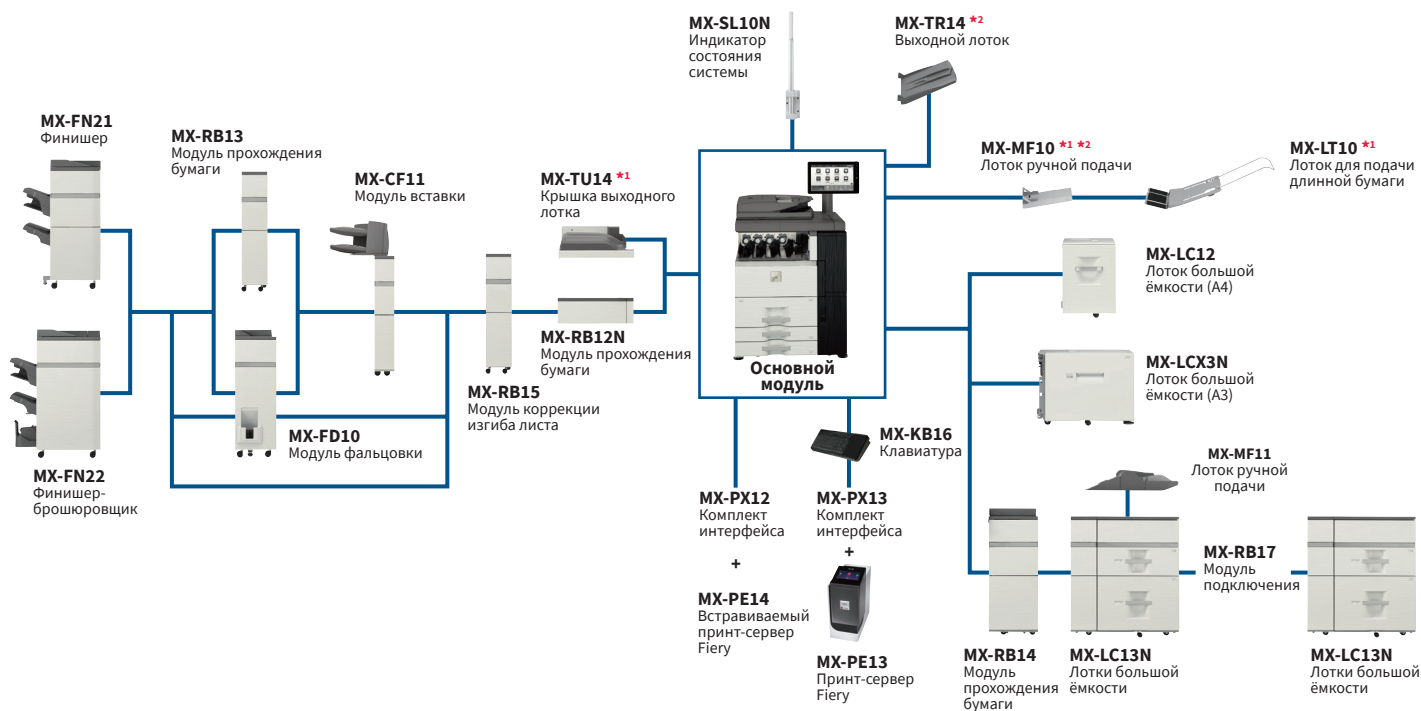 MX-SL10N
Индикатор
состояния
системы
MX-TR14 *2
Выходной лоток
MX-FN21
Финишер
MX-RB13
Модуль прохождения
бумаги
MX-CF11
Модуль вставки
MX-TU14 *1
Крышка выходного
лотка
MX-MF10 *1 *2
Лоток ручной подачи
MX-LT10 *1
Лоток для подачи
длинной бумаги
MX-LC12
Лоток большой
ёмкости (A4)
MX-RB12N
Модуль прохождения
бумаги
Основной
модуль
MX-LCX3N
Лоток большой
ёмкости (A3)
MX-RB15
Модуль коррекции
изгиба листа
MX-FD10
Модуль фальцовки
MX-KB16
Клавиатура
MX-MF11
Лоток ручной
подачи
MX-FN22
Финишер-
брошюровщик
MX-PX12
Комплект
интерфейса
+
MX-PE14
Встравиваемый
принт-сервер
Fiery
MX-PX13
Комплект
интерфейса
+
MX-PE13
Принт-сервер
Fiery
MX-RB17
Модуль
подключения
MX-RB14
Модуль
прохождения
бумаги
MX-LC13N
Лотки большой
ёмкости
MX-LC13N
Лотки большой
ёмкости